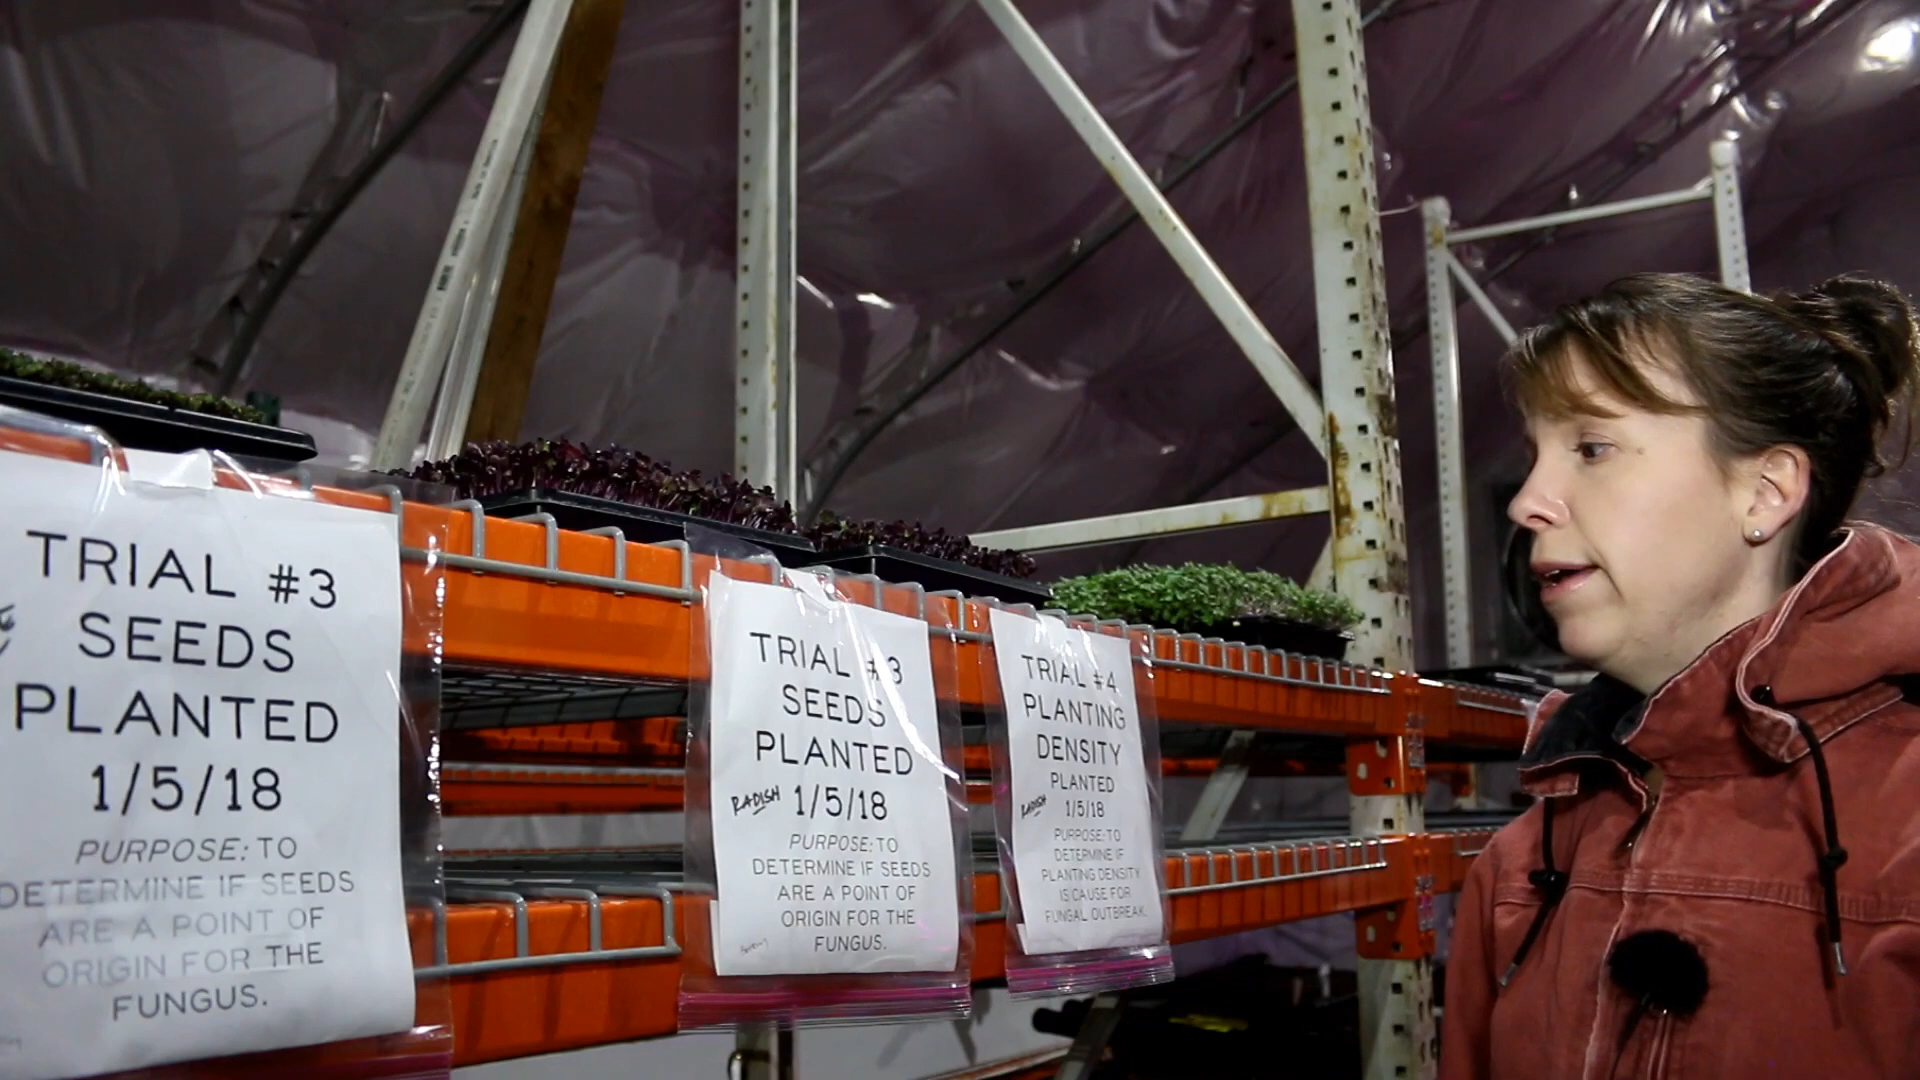 TRIAL #3
SEEDS
PLANTED
1/5/18
PURPOSE: TO
DETERMINE IF SEEDS
ARE A POINT OF
ORIGIN FOR THE
FUNGUS.
TRIAL #3
SEEDS
PLANTED
RADISH 1/5/18
PURPOSE: TO
DETERMINE IF SEEDS
ARE A POINT OF
ORIGIN FOR THE
FUNGUS.
TRIAL #4
PLANTING
DENSITY
PLANTED
RADISH 1/5/18
PURPOSE: TO
DETERMINE IF
PLANTING DENSITY
IS CAUSE FOR
FUNGAL OUTBREAK.